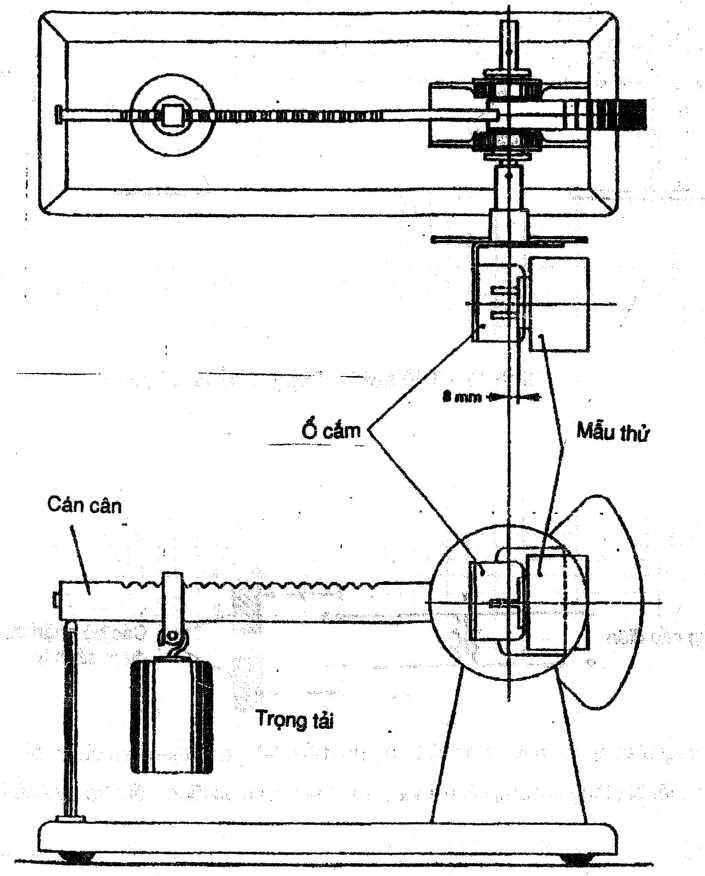 8 mm
Ổ cắm
Mẫu thử
Cán cân
Trọng tải